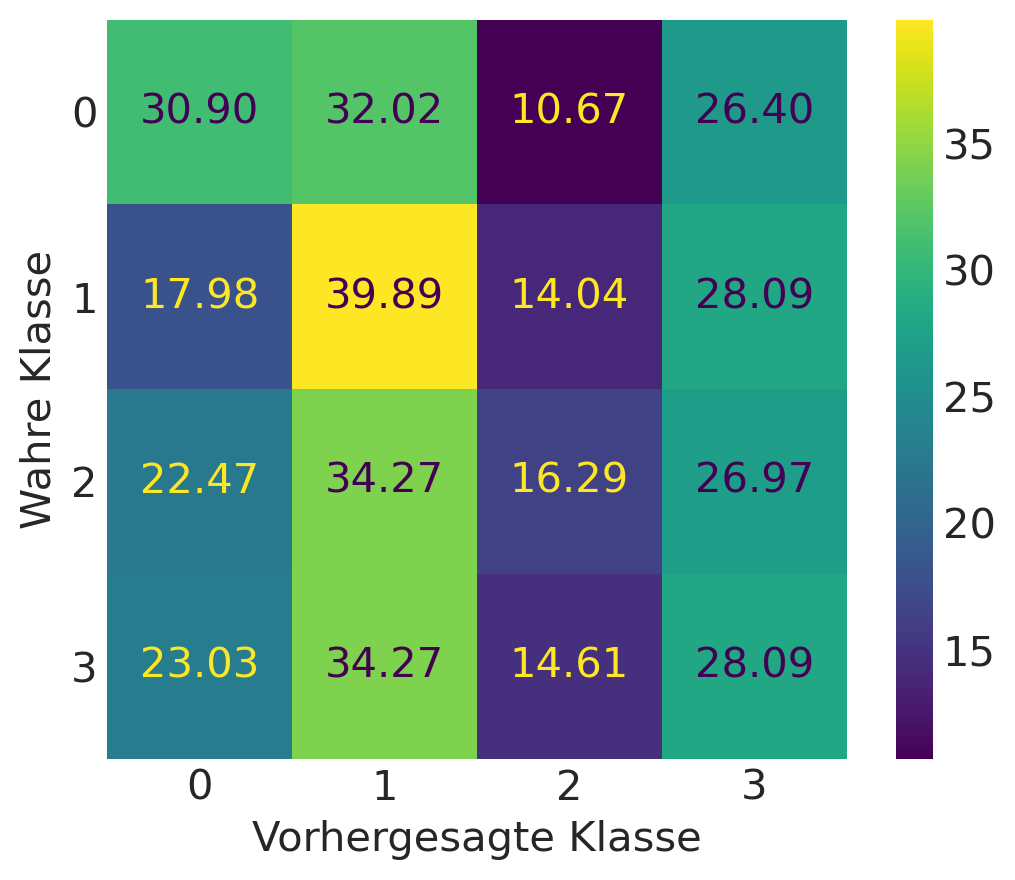 0 30.90 32.02 10.67 26.40
1 17.98 39.89 14.04 28.09
2 22.47 34.27 16.29 26.97
3 23.03 34.27 14.61 28.09
0 1 2 3
Vorhergesagte Klasse
Wahre Klasse
35
30
25
20
15